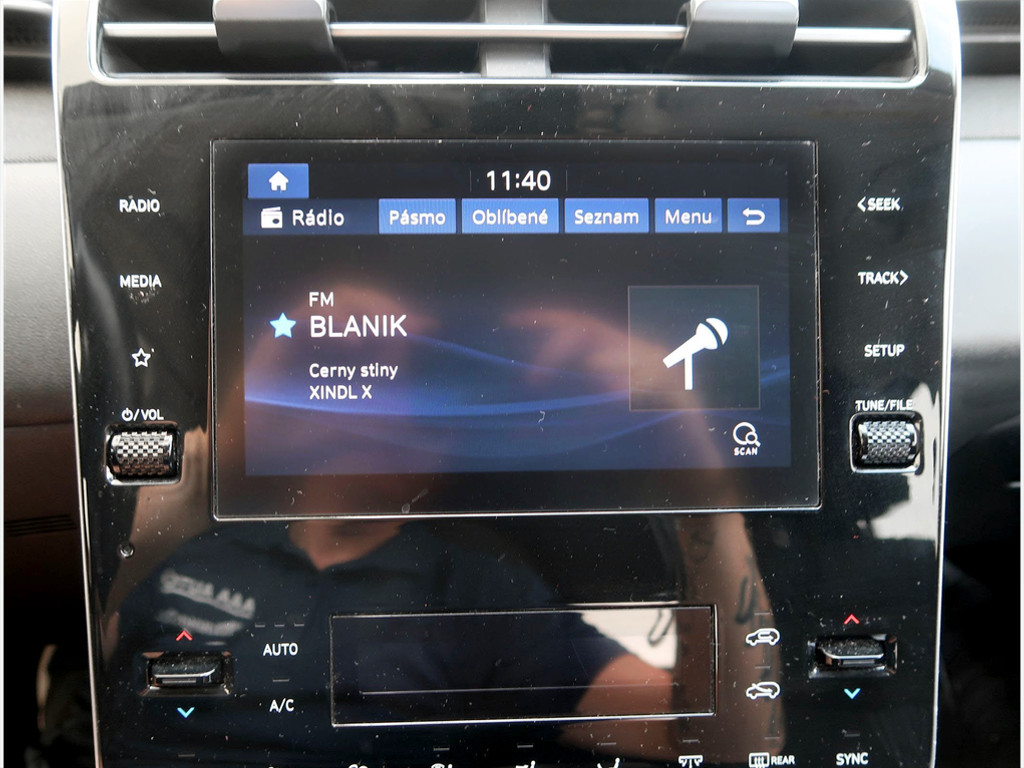 11:40
Rádio Pásmo Oblíbené Seznam Menu
FM
BLANIK
Cerny stiny
XINDL X
SCAN
RADIO
MEDIA
/VOL
<SEEK
TRACK>
SETUP
TUNE/FILE
AUTO
A/C
REAR
SYNC